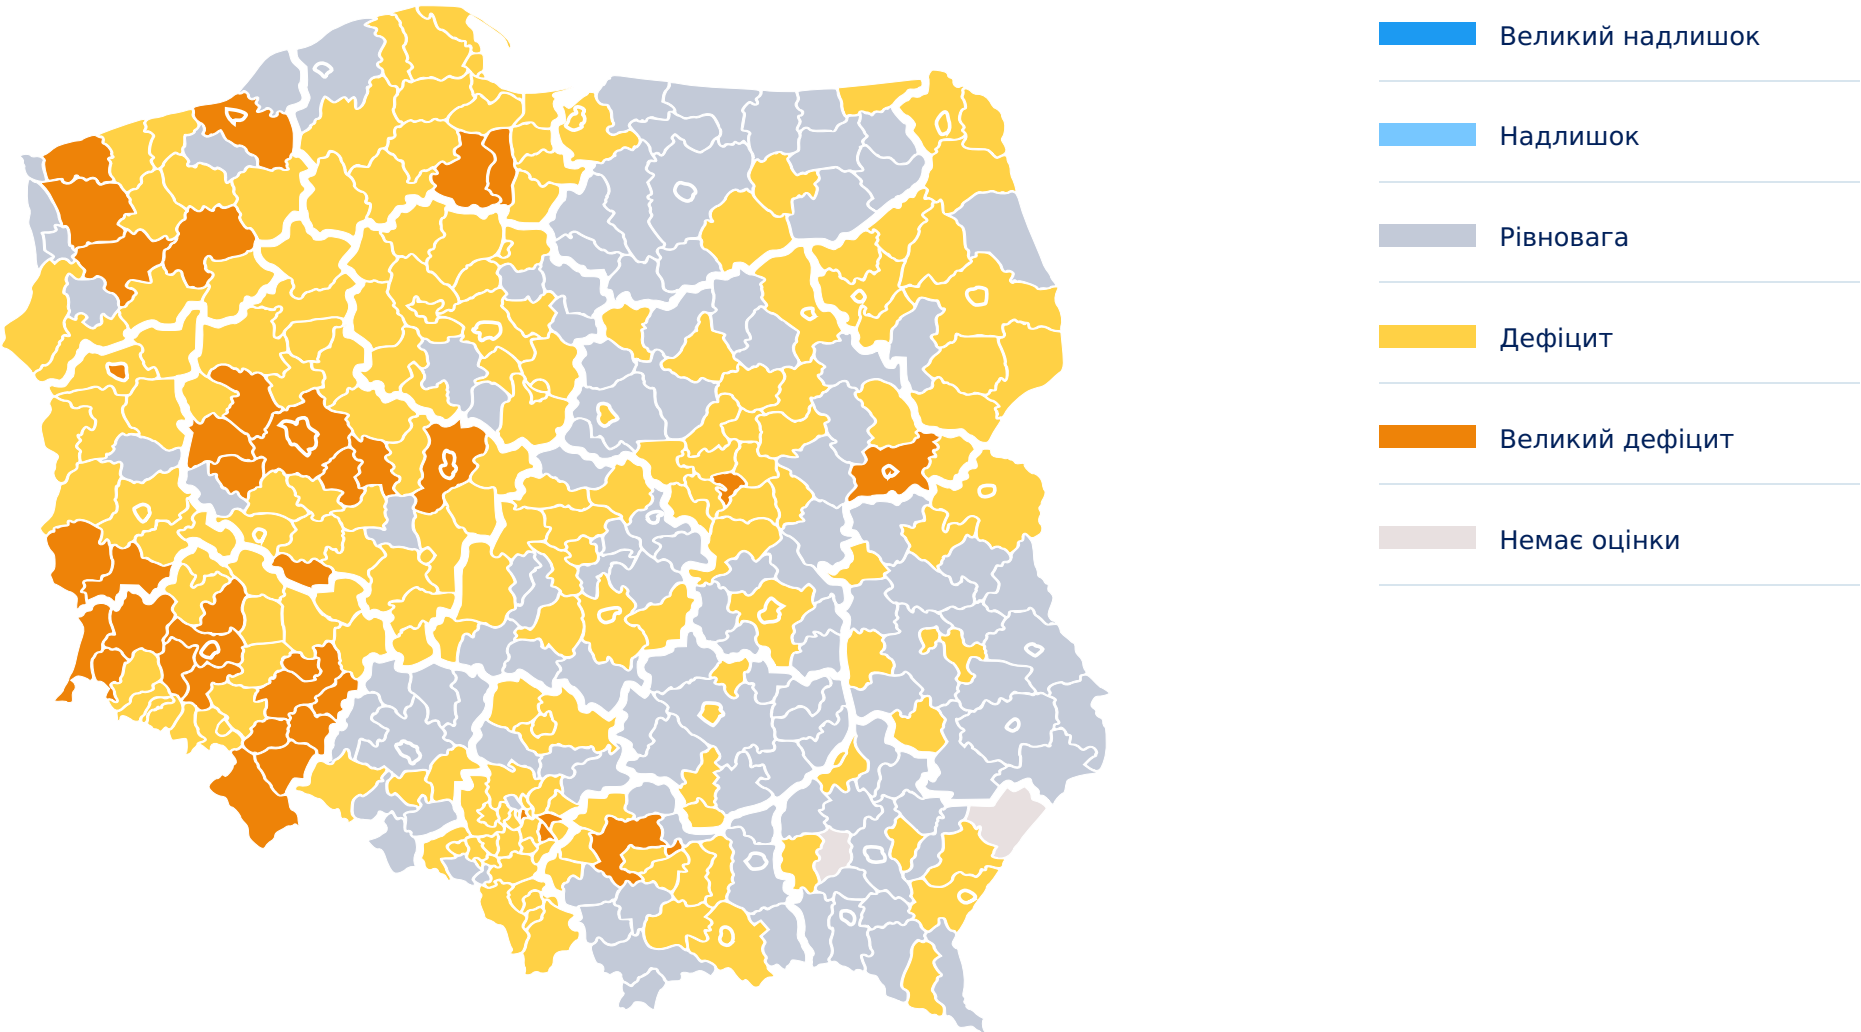 Великий надлишок
Надлишок
Рівновага
Дефіцит
Великий дефіцит
Немає оцінки